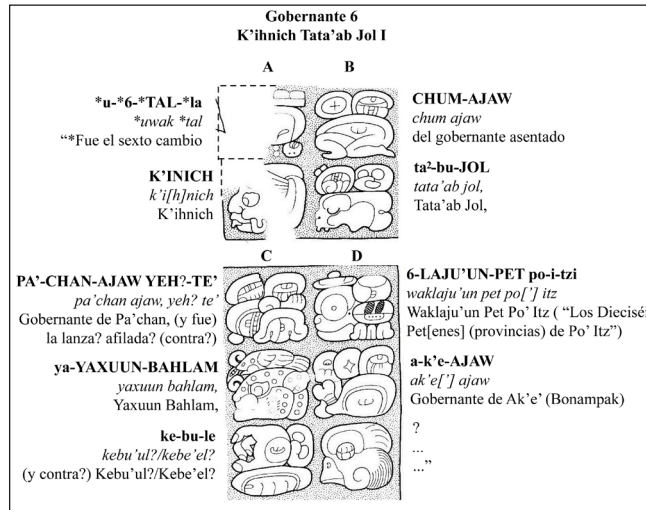 Gobernante 6
K'ihnich Tata'ab Jol I
A B
*u-*6-*TAL-*la
*uwak *tal
“*Fue el sexto cambio
CHUM-AJAW
chum ajaw
del gobernante asentado
K'INICH
k'i[h]nich
K'ihnich
ta²-bu-JOL
tata'ab jol,
Tata'ab Jol,
C D
PA'-CHAN-AJAW YEH?-TE'
pa'chan ajaw, yeh? te'
Gobernante de Pa'chan, (y fue)
la lanza? afilada? (contra?)
6-LAJU'UN-PET po-i-tzi
waklaju'un pet po['] itz
Waklaju'un Pet Po' Itz ( “Los Dieciséi
Pet[enes] (provincias) de Po' Itz”)
ya-YAXUUN-BAHLAM
yaxuun bahlam,
Yaxuun Bahlam,
a-k'e-AJAW
ak'e['] ajaw
Gobernante de Ak'e' (Bonampak)
ke-bu-le
kebu'ul?/kebe'el?
(y contra?) Kebu'ul?/Kebe'el?
?
...
...”